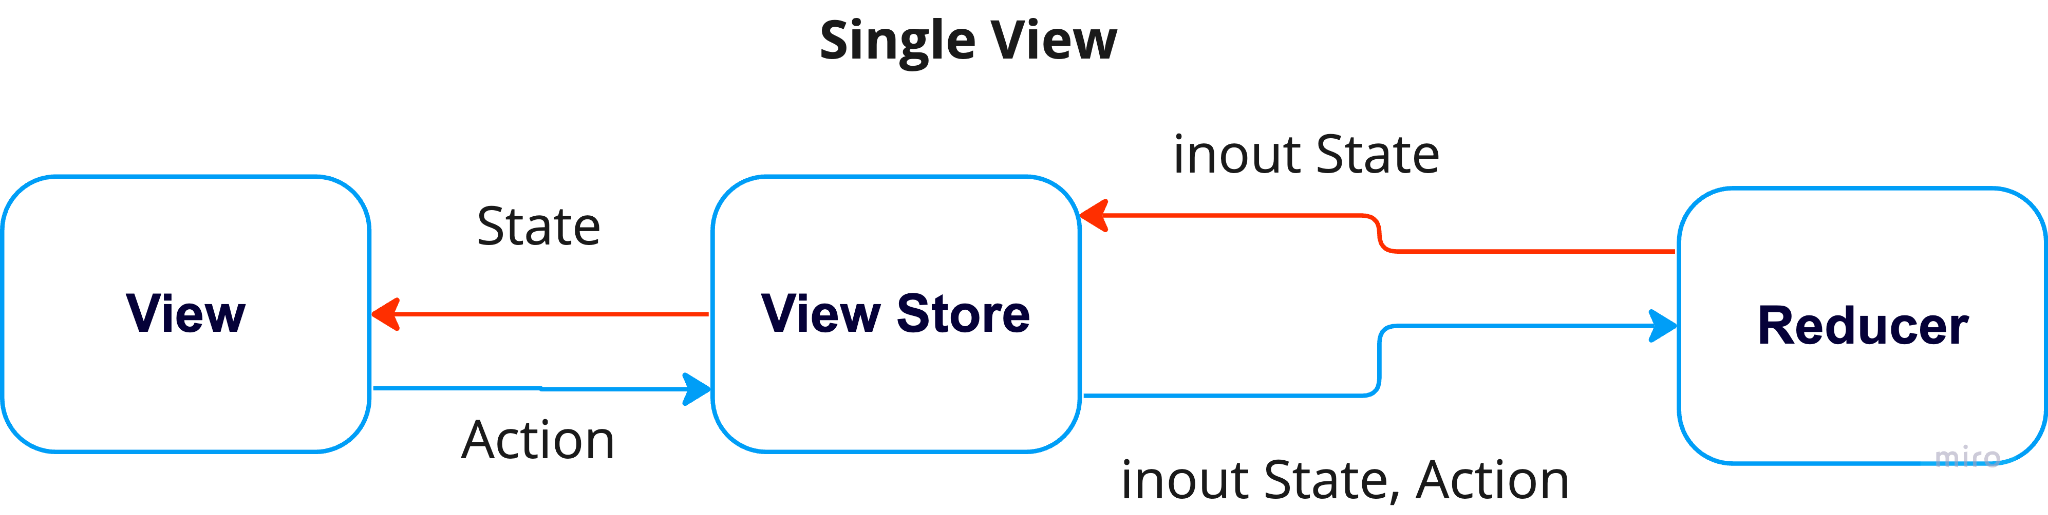 Single View
inout State
State
View
View Store
Reducer
Action
miro
inout State, Action